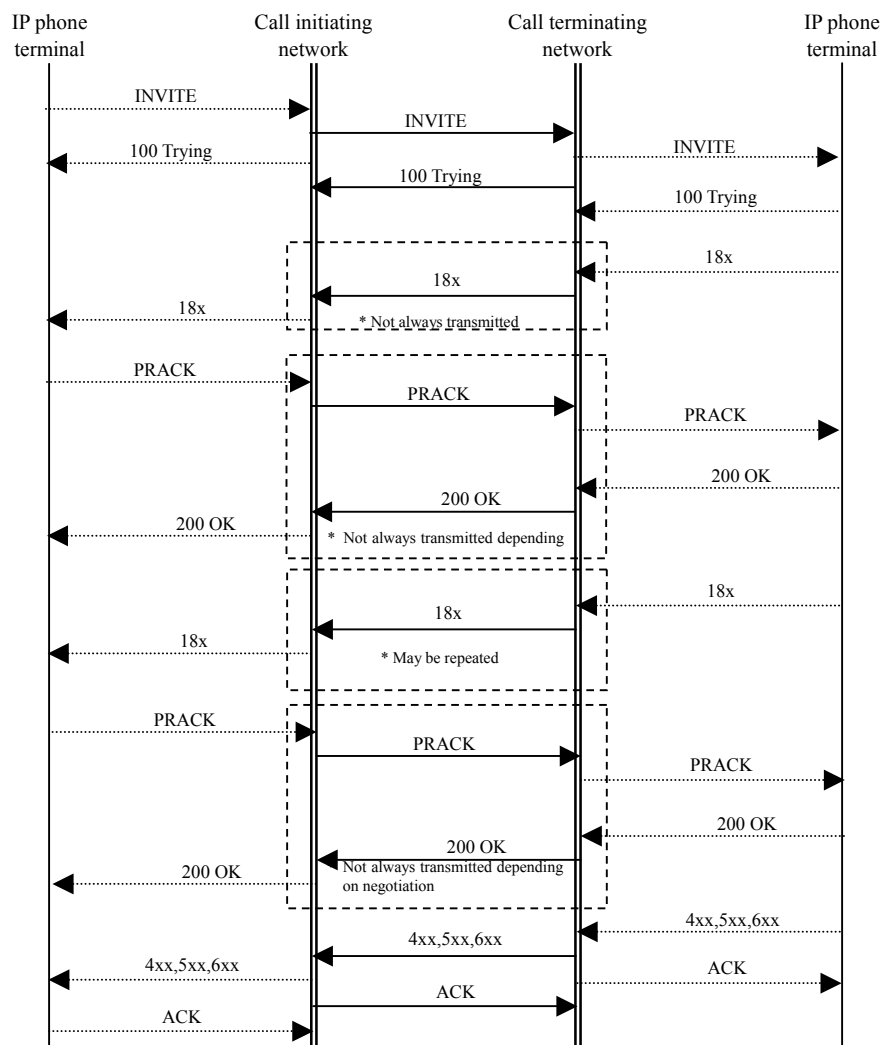 IP phone
terminal
Call initiating
network
Call terminating
network
IP phone
terminal
INVITE
INVITE
INVITE
100 Trying
100 Trying
100 Trying
18x
18x
18x
* Not always transmitted
PRACK
PRACK
PRACK
200 OK
200 OK
200 OK
* Not always transmitted depending
18x
18x
18x
* May be repeated
PRACK
PRACK
PRACK
200 OK
200 OK
Not always transmitted depending
on negotiation
200 OK
4xx,5xx,6xx
4xx,5xx,6xx
4xx,5xx,6xx
ACK
ACK
ACK